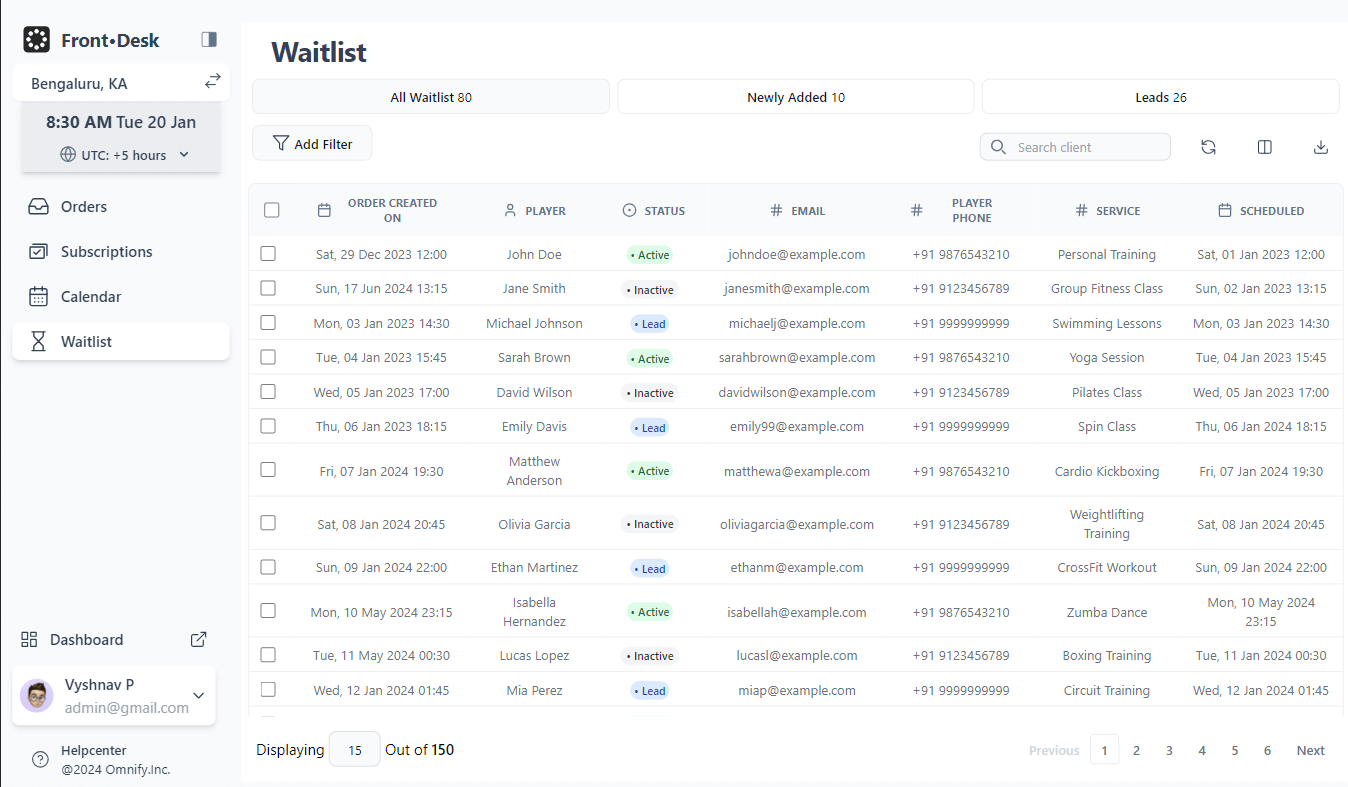 Front•Desk
Bengaluru, KA
8:30 AM Tue 20 Jan
UTC: +5 hours
Orders
Subscriptions
Calendar
Waitlist
Dashboard
Vyshnav P
admin@gmail.com
Helpcenter
@2024 Omnify.Inc.
Waitlist
All Waitlist 80 Newly Added 10 Leads 26
Add Filter Search client
ORDER CREATED ON PLAYER STATUS # EMAIL # PLAYER PHONE # SERVICE SCHEDULED
Sat, 29 Dec 2023 12:00 John Doe • Active johndoe@example.com +91 9876543210 Personal Training Sat, 01 Jan 2023 12:00
Sun, 17 Jun 2024 13:15 Jane Smith • Inactive janesmith@example.com +91 9123456789 Group Fitness Class Sun, 02 Jan 2023 13:15
Mon, 03 Jan 2023 14:30 Michael Johnson • Lead michaelj@example.com +91 9999999999 Swimming Lessons Mon, 03 Jan 2023 14:30
Tue, 04 Jan 2023 15:45 Sarah Brown • Active sarahbrown@example.com +91 9876543210 Yoga Session Tue, 04 Jan 2023 15:45
Wed, 05 Jan 2023 17:00 David Wilson • Inactive davidwilson@example.com +91 9123456789 Pilates Class Wed, 05 Jan 2023 17:00
Thu, 06 Jan 2023 18:15 Emily Davis • Lead emily99@example.com +91 9999999999 Spin Class Thu, 06 Jan 2024 18:15
Fri, 07 Jan 2024 19:30 Matthew Anderson • Active matthewa@example.com +91 9876543210 Cardio Kickboxing Fri, 07 Jan 2024 19:30
Sat, 08 Jan 2024 20:45 Olivia Garcia • Inactive oliviagarcia@example.com +91 9123456789 Weightlifting Training Sat, 08 Jan 2024 20:45
Sun, 09 Jan 2024 22:00 Ethan Martinez • Lead ethanm@example.com +91 9999999999 CrossFit Workout Sun, 09 Jan 2024 22:00
Mon, 10 May 2024 23:15 Isabella Hernandez • Active isabellah@example.com +91 9876543210 Zumba Dance Mon, 10 May 2024 23:15
Tue, 11 May 2024 00:30 Lucas Lopez • Inactive lucasl@example.com +91 9123456789 Boxing Training Tue, 11 Jan 2024 00:30
Wed, 12 Jan 2024 01:45 Mia Perez • Lead miap@example.com +91 9999999999 Circuit Training Wed, 12 Jan 2024 01:45
Displaying 15 Out of 150 Previous 1 2 3 4 5 6 Next